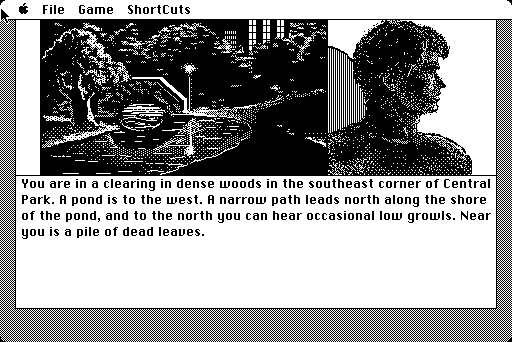 File Game ShortCuts
You are in a clearing in dense woods in the southeast corner of Central
Park. A pond is to the west. A narrow path leads north along the shore
of the pond, and to the north you can hear occasional low growls. Near
you is a pile of dead leaves.